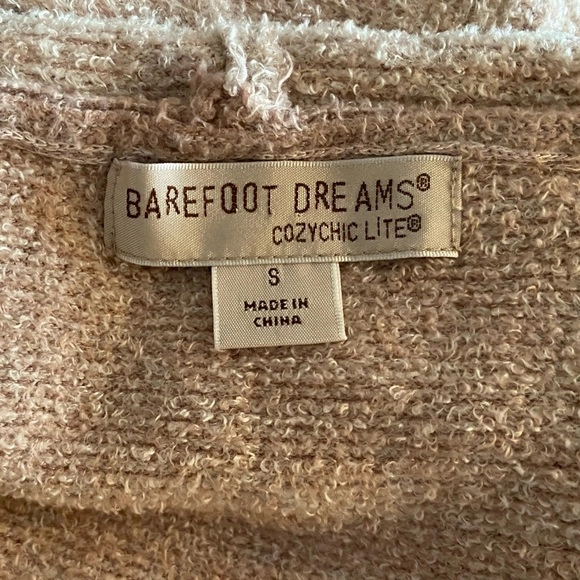 BAREFOOT DREAMS®
COZYCHIC LITE®
S
MADE IN
CHINA